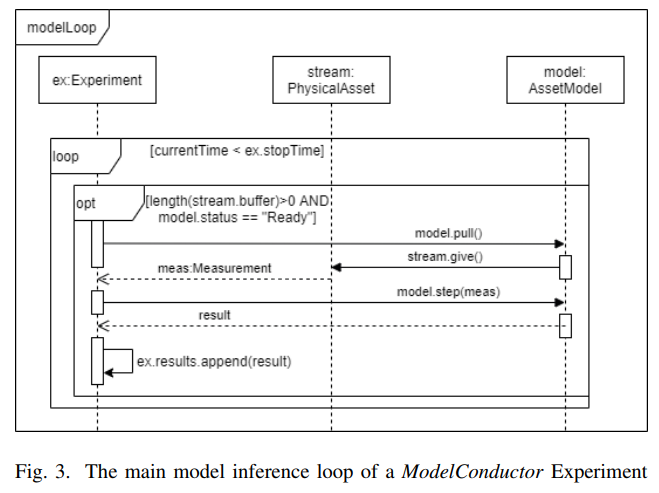 modelLoop
ex:Experiment
stream:
PhysicalAsset
model:
AssetModel
loop
[currentTime < ex.stopTime]
opt
[length(stream.buffer)>0 AND
model.status == "Ready"]
model.pull()
stream.give()
meas:Measurement
model.step(meas)
result
ex.results.append(result)
Fig. 3. The main model inference loop of a ModelConductor Experiment